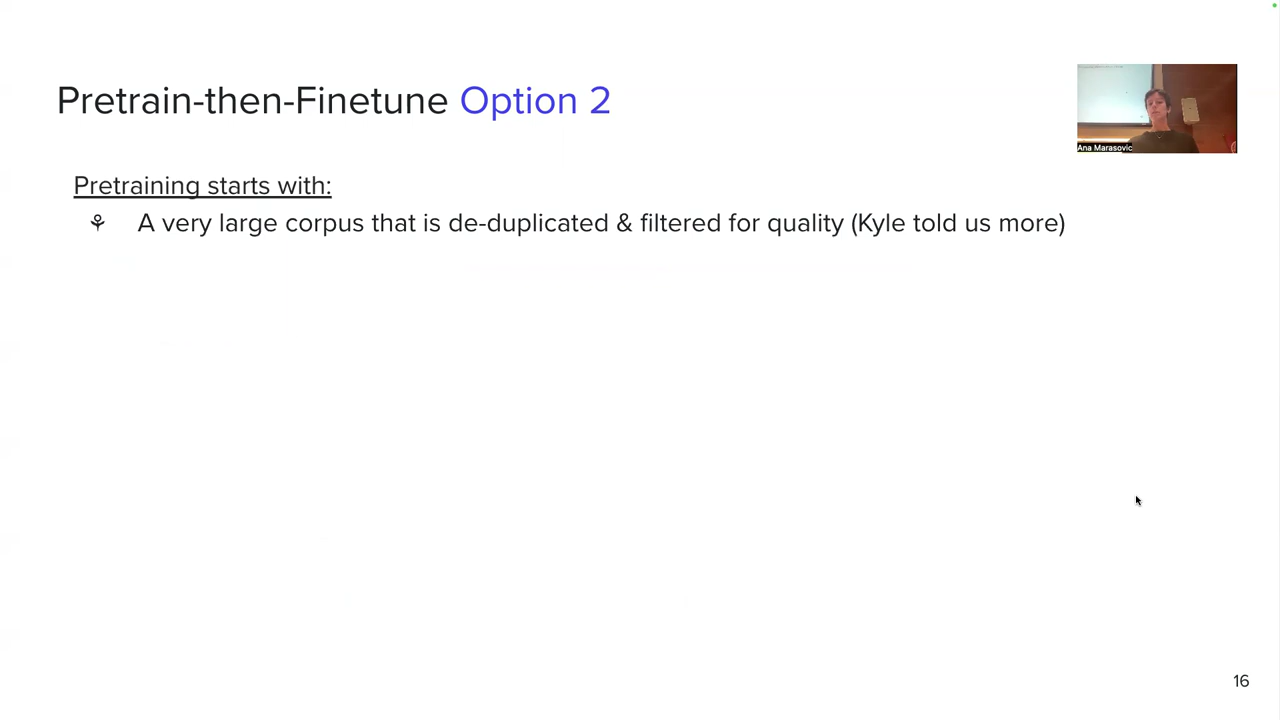 Pretrain-then-Finetune Option 2
Ana Marasovic
Pretraining starts with:
⚘ A very large corpus that is de-duplicated & filtered for quality (Kyle told us more)
16